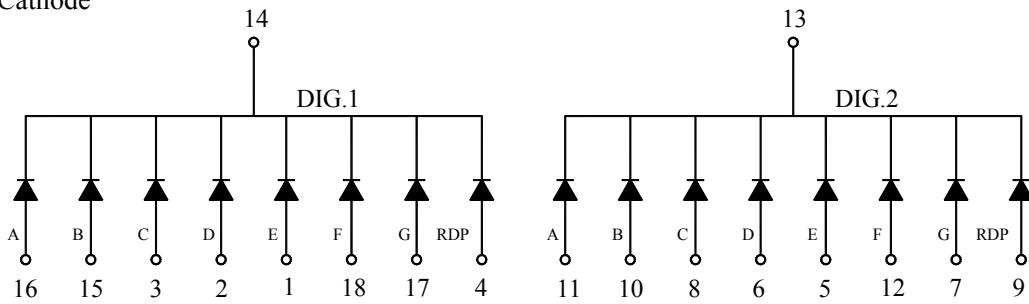 Cathode
14 13
DIG.1 DIG.2
A B C D E F G RDP A B C D E F G RDP
16 15 3 2 1 18 17 4 11 10 8 6 5 12 7 9